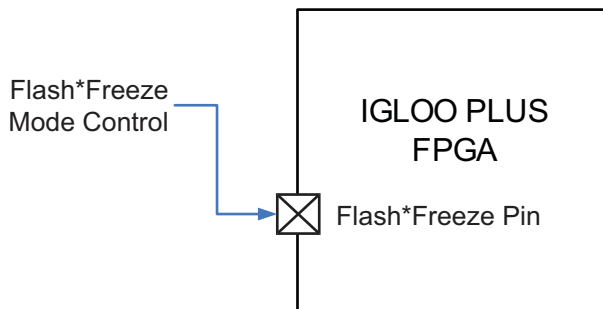 Flash*Freeze
Mode Control
IGLOO PLUS
FPGA
Flash*Freeze Pin